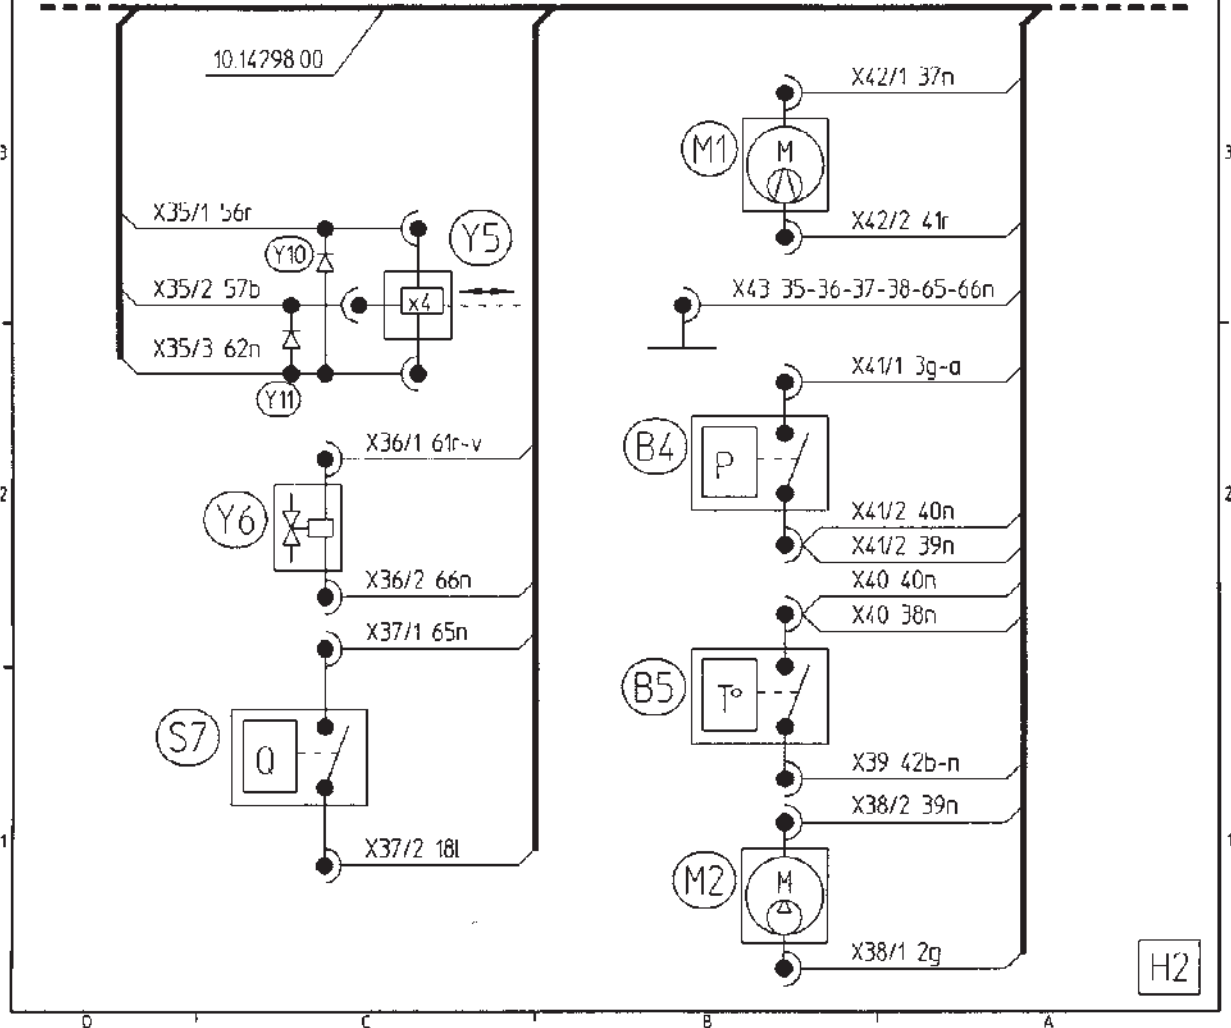 10.14298.00
X42/1 37n
M1
M
3
3
X42/2 41r
X35/1 56r
Y5
Y10
X35/2 57b
x4
X43 35-36-37-38-65-66n
X35/3 62n
X41/1 3g-a
Y11
X36/1 61r-v
B4
P
2
2
Y6
X41/2 40n
X41/2 39n
X36/2 66n
X40 40n
X40 38n
X37/1 65n
B5
T°
S7
Q
X39 42b-n
X38/2 39n
1
1
X37/2 18l
M2
M
X38/1 2g
H2
D
C
B
A